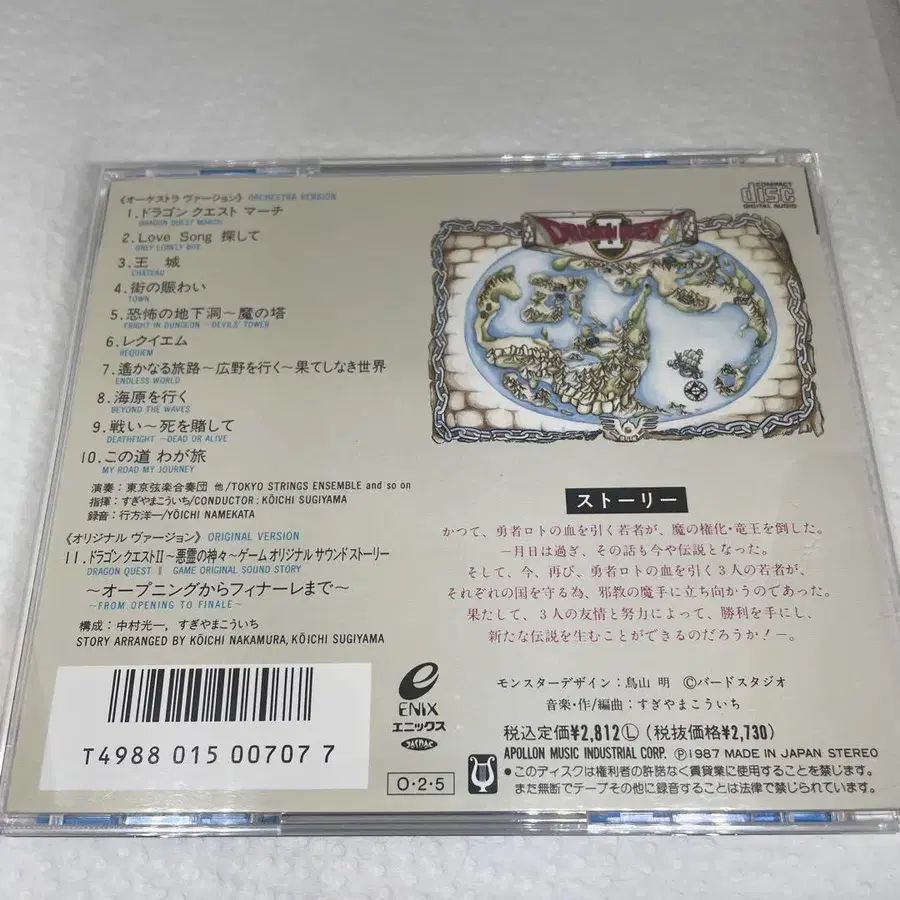 《オーケストラ ヴァージョン》 ORCHESTRA VERSION
1.ドラゴン クエスト マーチ
DRAGON QUEST MARCH
2.Love Song 探して
ONLY LONELY BOY
3.王 城
CHATEAU
4.街の賑わい
TOWN
5.恐怖の地下洞〜魔の塔
FRIGHT IN DUNGEON 〜DEVILS' TOWER
6.レクイエム
REQUIEM
7.遙かなる旅路〜広野を行く〜果てしなき世界
ENDLESS WORLD
8.海原を行く
BEYOND THE WAVES
9.戦い〜死を賭して
DEATHFIGHT 〜DEAD OR ALIVE
10.この道 わが旅
MY ROAD MY JOURNEY
演奏：東京弦楽合奏団 他/TOKYO STRINGS ENSEMBLE and so on
指揮：すぎやまこういち/CONDUCTOR：KŌICHI SUGIYAMA
録音：行方洋一/YŌICHI NAMEKATA
《オリジナル ヴァージョン》 ORIGINAL VERSION
11.ドラゴン クエストII〜悪霊の神々〜ゲーム オリジナル サウンド ストーリー
DRAGON QUEST II GAME ORIGINAL SOUND STORY
〜オープニングからフィナーレまで〜
〜FROM OPENING TO FINALE〜
構成：中村光一，すぎやまこういち
STORY ARRANGED BY KŌICHI NAKAMURA, KŌICHI SUGIYAMA
T4988 015 00707 7
ENIX
エニックス
JASRAC
0・2・5
COMPACT
disc
DIGITAL AUDIO
DRAGON QUEST
II
ストーリー
かつて、勇者ロトの血を引く若者が、魔の権化・竜王を倒した。
―月日は過ぎ、その話も今や伝説となった。
そして、今、再び、勇者ロトの血を引く3人の若者が、
それぞれの国を守る為、邪教の魔手に立ち向かうのであった。
果たして、3人の友情と努力によって、勝利を手にし、
新たな伝説を生むことができるのだろうか！―。
モンスターデザイン：鳥山 明 Ⓒバードスタジオ
音楽・作/編曲：すぎやまこういち
税込定価¥2,812Ⓛ（税抜価格¥2,730）
APOLLON MUSIC INDUSTRIAL CORP. Ⓟ1987 MADE IN JAPAN STEREO
●このディスクは権利者の許諾なく賃貸業に使用することを禁じます。
また無断でテープその他に録音することは法律で禁じられています。